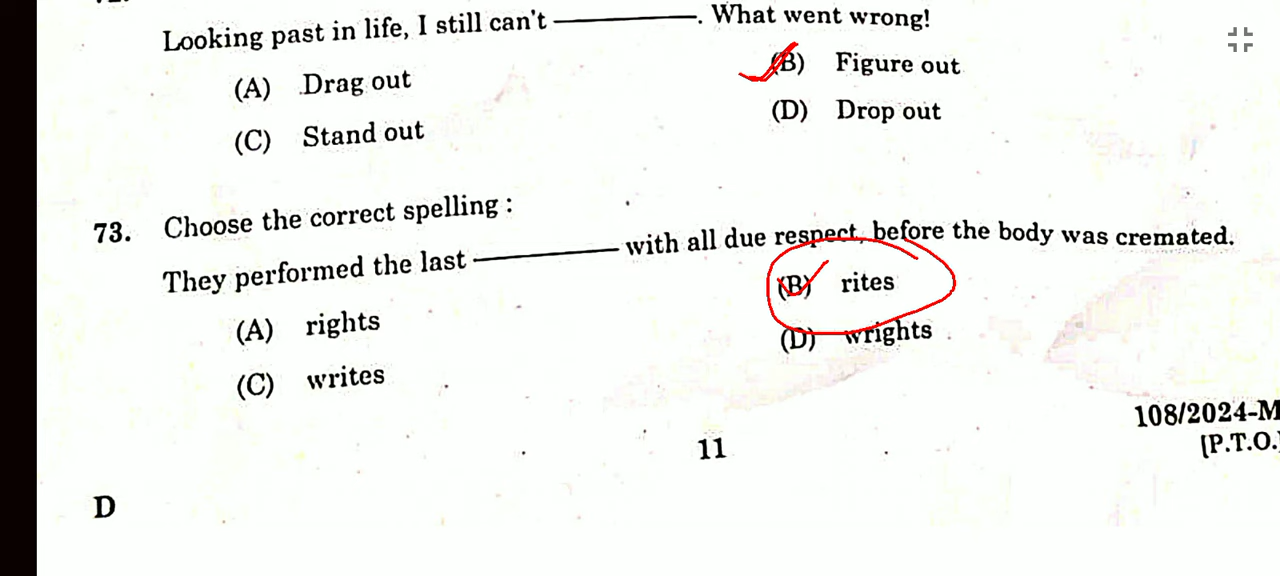 Looking past in life, I still can't ————. What went wrong!
(A) Drag out (B) Figure out
(C) Stand out (D) Drop out
73. Choose the correct spelling :
They performed the last ———— with all due respect, before the body was cremated.
(A) rights (B) rites
(C) writes (D) wrights
108/2024-M
11
[P.T.O.]
D